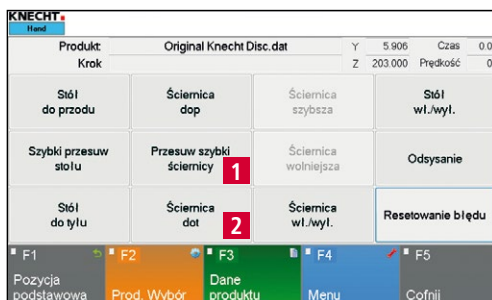 KNECHT
Hand
Produkt: Original Knecht Disc.dat Y 5.906 Czas 0.0
Krok Z 203.000 Prędkość 0
Stół
do przodu
Ściernica
dop
Ściernica
szybsza
Stół
wł./wył.
Szybki przesuw
stołu
Przesuw szybki
ściernicy
1
Ściernica
wolniejsza
Odsysanie
Stół
do tyłu
Ściernica
dot
2
Ściernica
wł./wył.
Resetowanie błędu
F1
Pozycja
podstawowa
F2
Prod. Wybór
F3
Dane
produktu
F4
Menu
F5
Cofnij